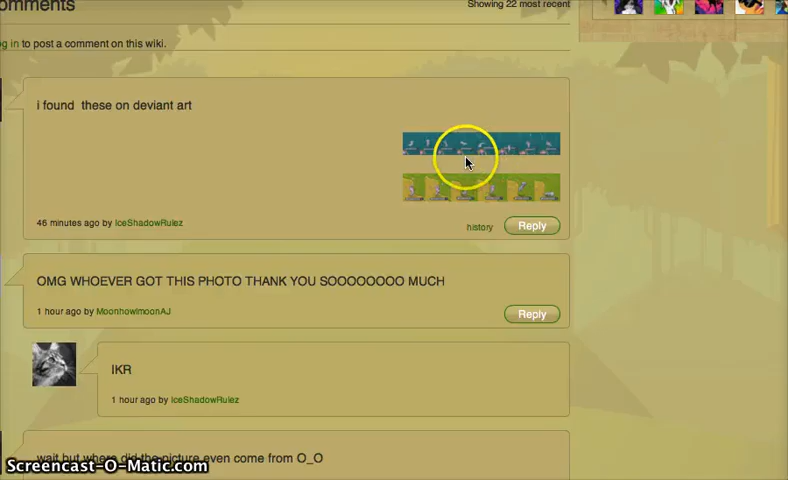 omments
Showing 22 most recent
og in to post a comment on this wiki.
i found these on deviant art
46 minutes ago by IceShadowRulez
history
Reply
OMG WHOEVER GOT THIS PHOTO THANK YOU SOOOOOOOO MUCH
1 hour ago by MoonhowlmoonAJ
Reply
IKR
1 hour ago by IceShadowRulez
wait but where did the picture even come from O_O
Screencast-O-Matic.com